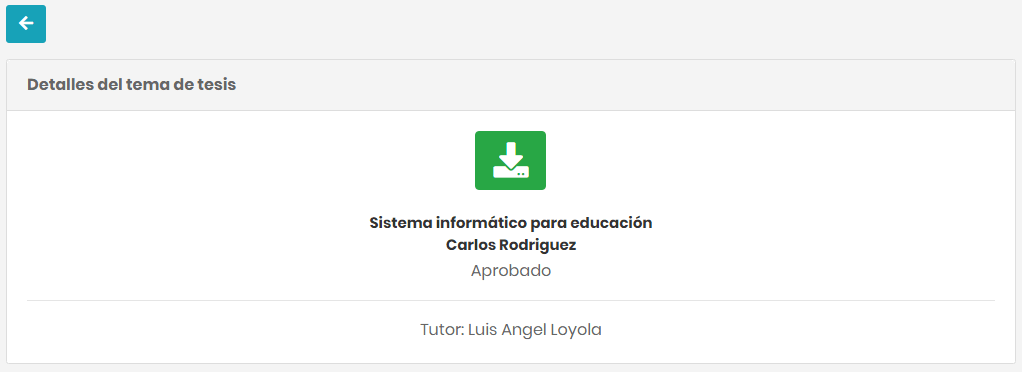 Detalles del tema de tesis
Sistema informático para educación
Carlos Rodriguez
Aprobado
Tutor: Luis Angel Loyola